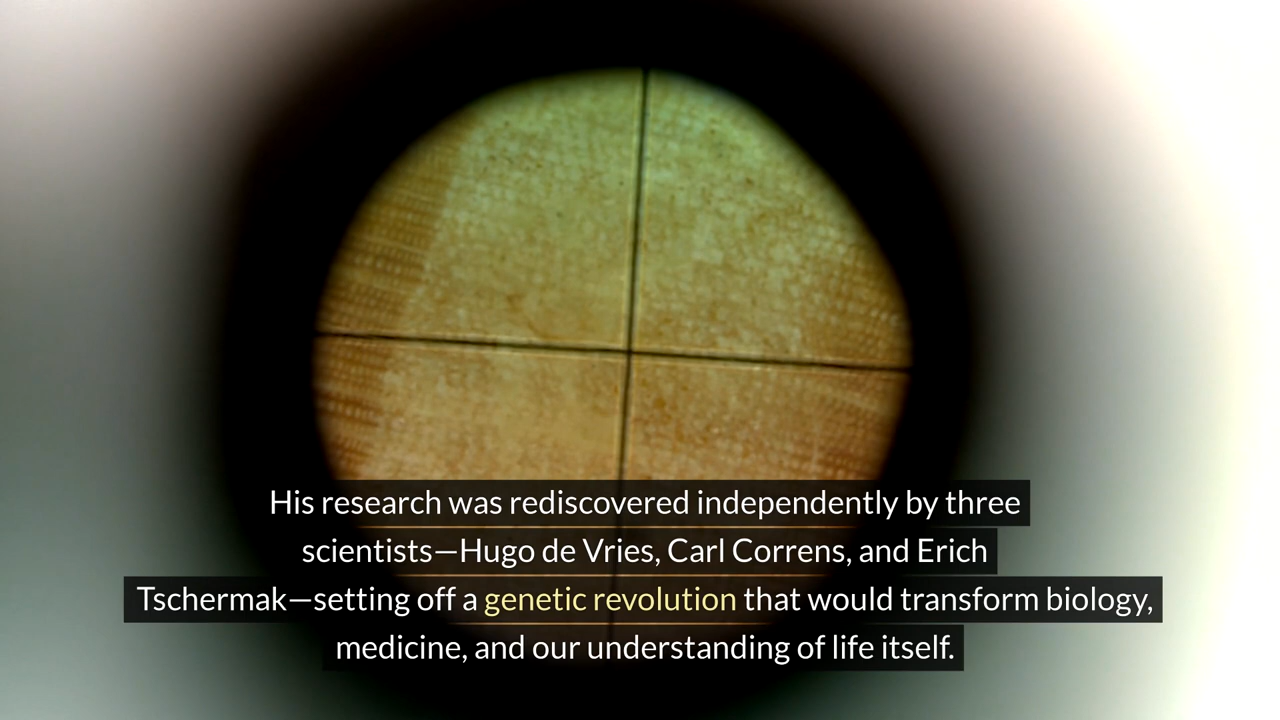 His research was rediscovered independently by three
scientists—Hugo de Vries, Carl Correns, and Erich
Tschermak—setting off a genetic revolution that would transform biology,
medicine, and our understanding of life itself.